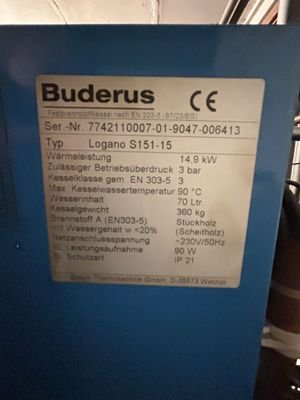 Buderus CE
Festbrennstoffkessel nach EN 303-5 (97/23/EG)
Ser.-Nr. 7742110007-01-9047-006413
Typ Logano S151-15
Wärmeleistung 14,9 kW
Zulässiger Betriebsüberdruck 3 bar
Kesselklasse gem. EN 303-5 3
Max. Kesselwassertemperatur 90 °C
Wasserinhalt 70 Ltr.
Kesselgewicht 360 kg
Brennstoff A (EN303-5) Stückholz
mit Wassergehalt w <20% (Scheitholz)
Netzanschlussspannung ~230V/50Hz
El. Leistungsaufnahme 90 W
El. Schutzart IP 21
Bosch Thermotechnik GmbH, D-35573 Wetzlar